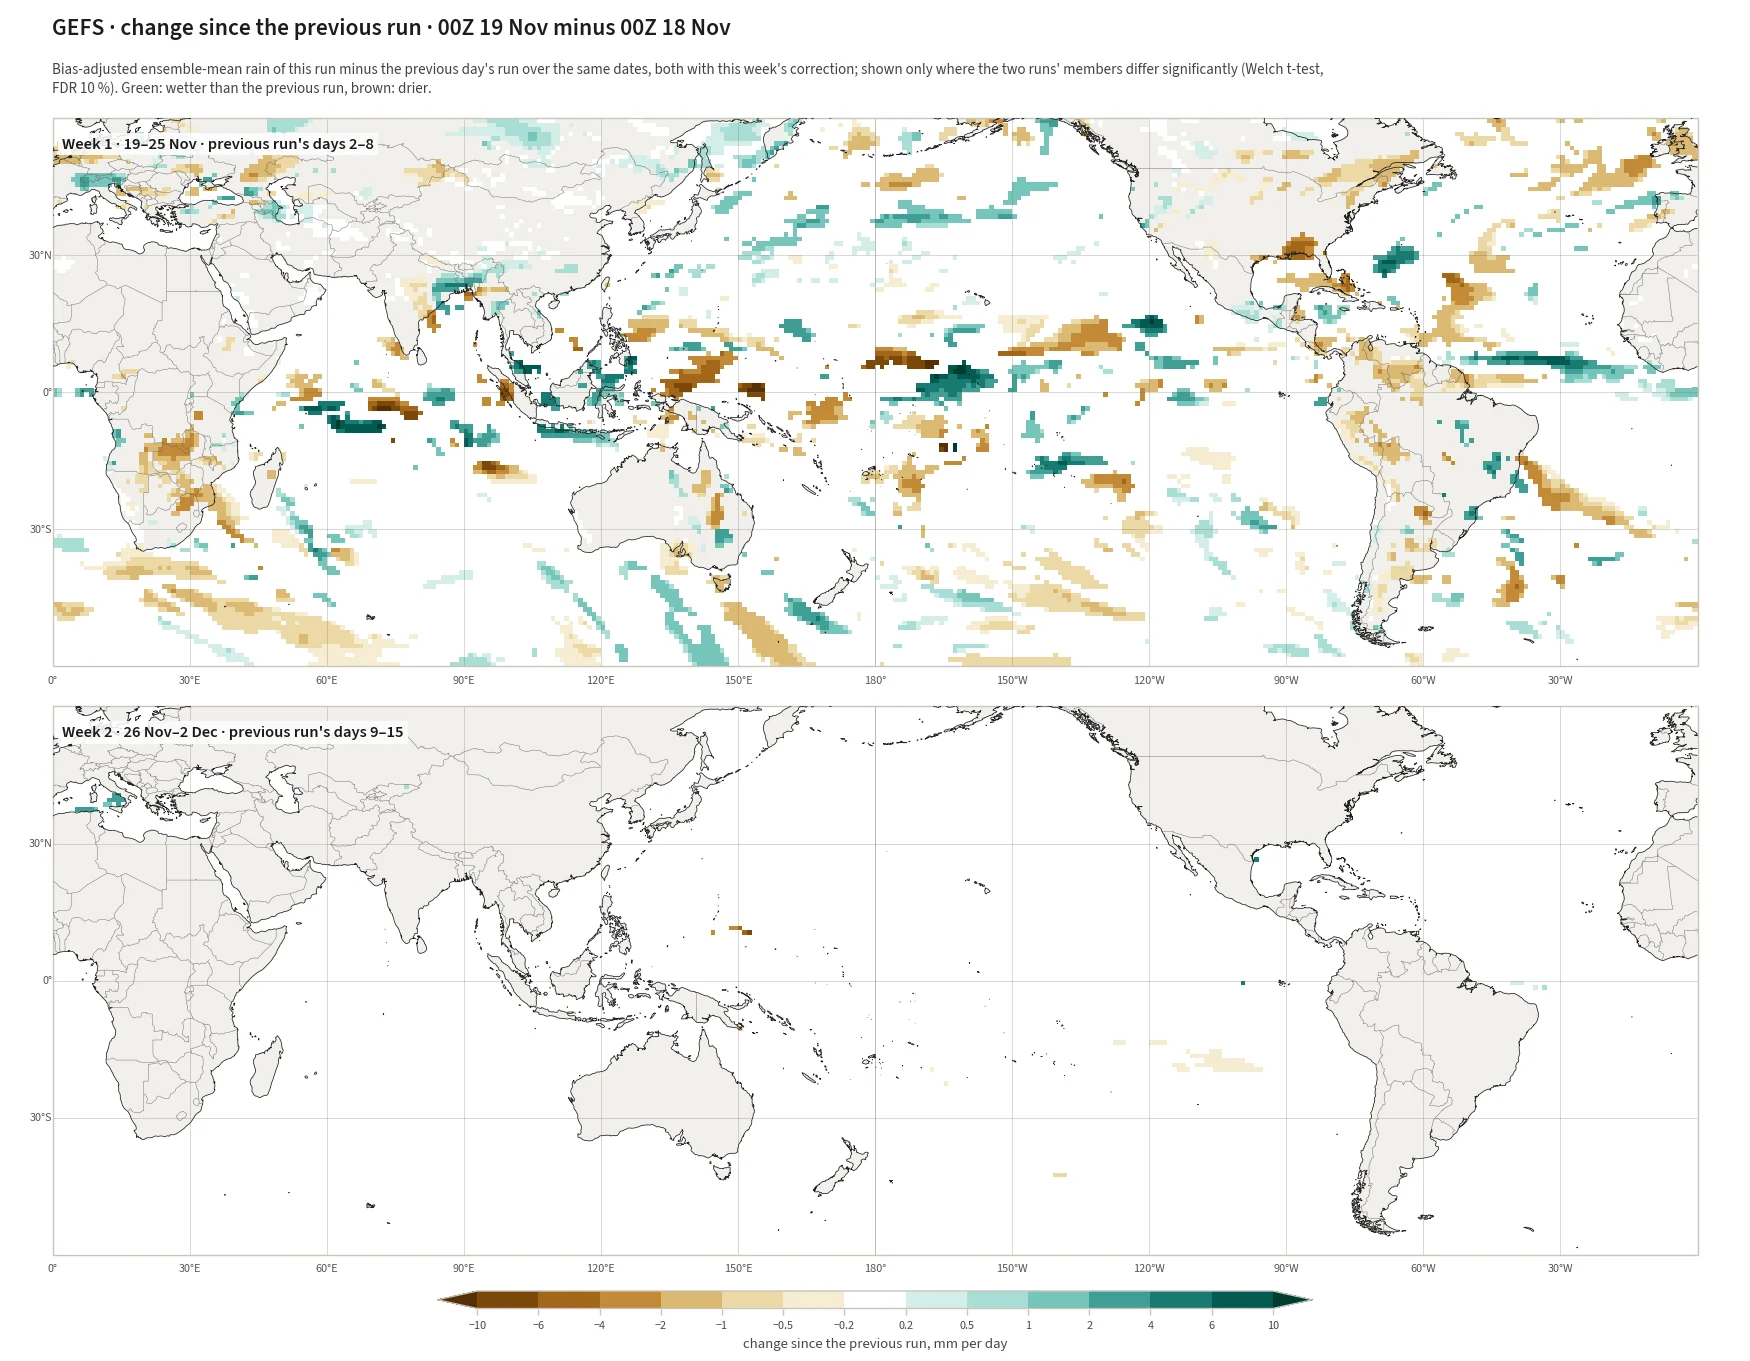 GEFS · change since the previous run · 00Z 19 Nov minus 00Z 18 Nov
Bias-adjusted ensemble-mean rain of this run minus the previous day's run over the same dates, both with this week's correction; shown only where the two runs' members differ significantly (Welch t-test,
FDR 10 %). Green: wetter than the previous run, brown: drier.
Week 1 · 19–25 Nov · previous run's days 2–8
30°N
0°
30°S
0° 30°E 60°E 90°E 120°E 150°E 180° 150°W 120°W 90°W 60°W 30°W
Week 2 · 26 Nov–2 Dec · previous run's days 9–15
30°N
0°
30°S
0° 30°E 60°E 90°E 120°E 150°E 180° 150°W 120°W 90°W 60°W 30°W
−10 −6 −4 −2 −1 −0.5 −0.2 0.2 0.5 1 2 4 6 10
change since the previous run, mm per day